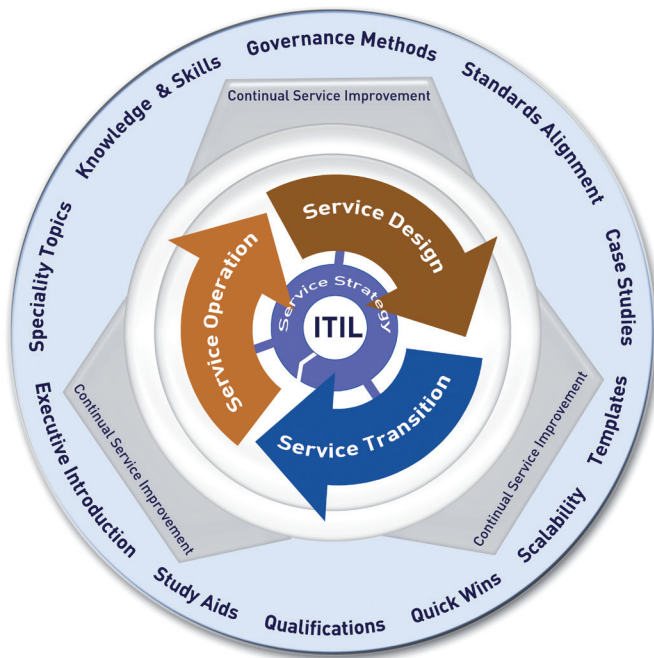 Governance Methods
Standards Alignment
Case Studies
Templates
Scalability
Quick Wins
Qualifications
Study Aids
Executive Introduction
Speciality Topics
Knowledge & Skills
Continual Service Improvement
Continual Service Improvement
Continual Service Improvement
Service Design
Service Transition
Service Operation
Service Strategy
ITIL